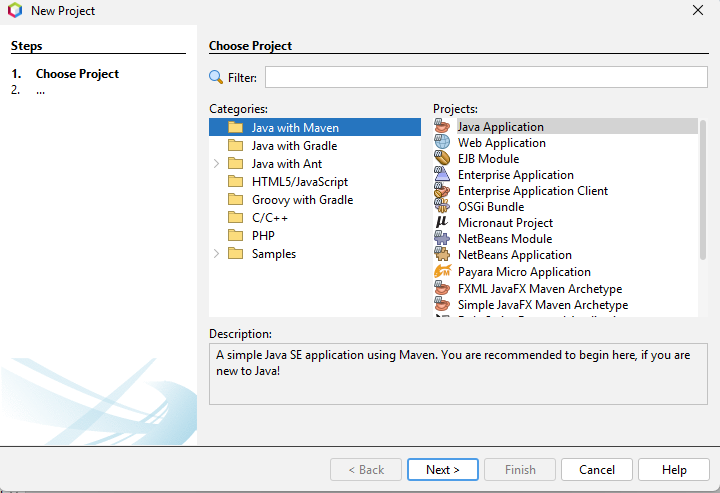 New Project
Steps
1. Choose Project
2. ...
Choose Project
Filter:
Categories:
Java with Maven
Java with Gradle
Java with Ant
HTML5/JavaScript
Groovy with Gradle
C/C++
PHP
Samples
Projects:
Java Application
Web Application
EJB Module
Enterprise Application
Enterprise Application Client
OSGi Bundle
Micronaut Project
NetBeans Module
NetBeans Application
Payara Micro Application
FXML JavaFX Maven Archetype
Simple JavaFX Maven Archetype
Description:
A simple Java SE application using Maven. You are recommended to begin here, if you are
new to Java!
< Back
Next >
Finish
Cancel
Help